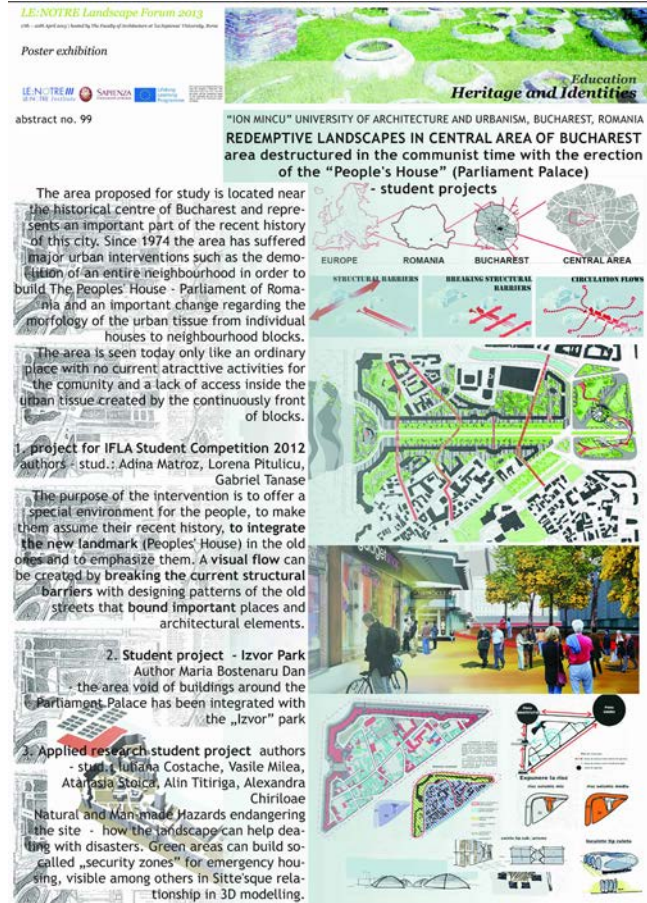 LE:NOTRE Landscape Forum 2013
Poster exhibition
LE:NOTRE
LE:NOTRE Institute
SAPIENZA
Education
Heritage and Identities
abstract no. 99
"ION MINCU" UNIVERSITY OF ARCHITECTURE AND URBANISM, BUCHAREST, ROMANIA
REDEMPTIVE LANDSCAPES IN CENTRAL AREA OF BUCHAREST
area destructured in the communist time with the erection
of the "People's House" (Parliament Palace)
- student projects
The area proposed for study is located near
the historical centre of Bucharest and repre-
sents an important part of the recent history
of this city. Since 1974 the area has suffered
major urban interventions such as the demo-
lition of an entire neighbourhood in order to
build The Peoples' House - Parliament of Roma-
nia and an important change regarding the
morfology of the urban tissue from individual
houses to neighbourhood blocks.
The area is seen today only like an ordinary
place with no current atracttive activities for
the comunity and a lack of access inside the
urban tissue created by the continuously front
of blocks.
1. project for IFLA Student Competition 2012
authors - stud.: Adina Matroz, Lorena Pitulicu,
Gabriel Tanase
The purpose of the intervention is to offer a
special environment for the people, to make
them assume their recent history, to integrate
the new landmark (Peoples' House) in the old
ones and to emphasize them. A visual flow can
be created by breaking the current structural
barriers with designing patterns of the old
streets that bound important places and
architectural elements.
2. Student project - Izvor Park
Author Maria Bostenaru Dan
- the area void of buildings around the
Parliament Palace has been integrated with
the „Izvor" park
3. Applied research student project authors
- stud.: Iuliana Costache, Vasile Milea,
Atanasia Stoica, Alin Titiriga, Alexandra
Chiriloae
Natural and Man-made Hazards endangering
the site - how the landscape can help dea-
ling with disasters. Green areas can build so-
called „security zones" for emergency hou-
sing, visible among others in Sitte'sque rela-
tionship in 3D modelling.
EUROPE
ROMANIA
BUCHAREST
CENTRAL AREA
STRUCTURAL BARRIERS
BREAKING STRUCTURAL
BARRIERS
CIRCULATION FLOWS
Expunere la risc